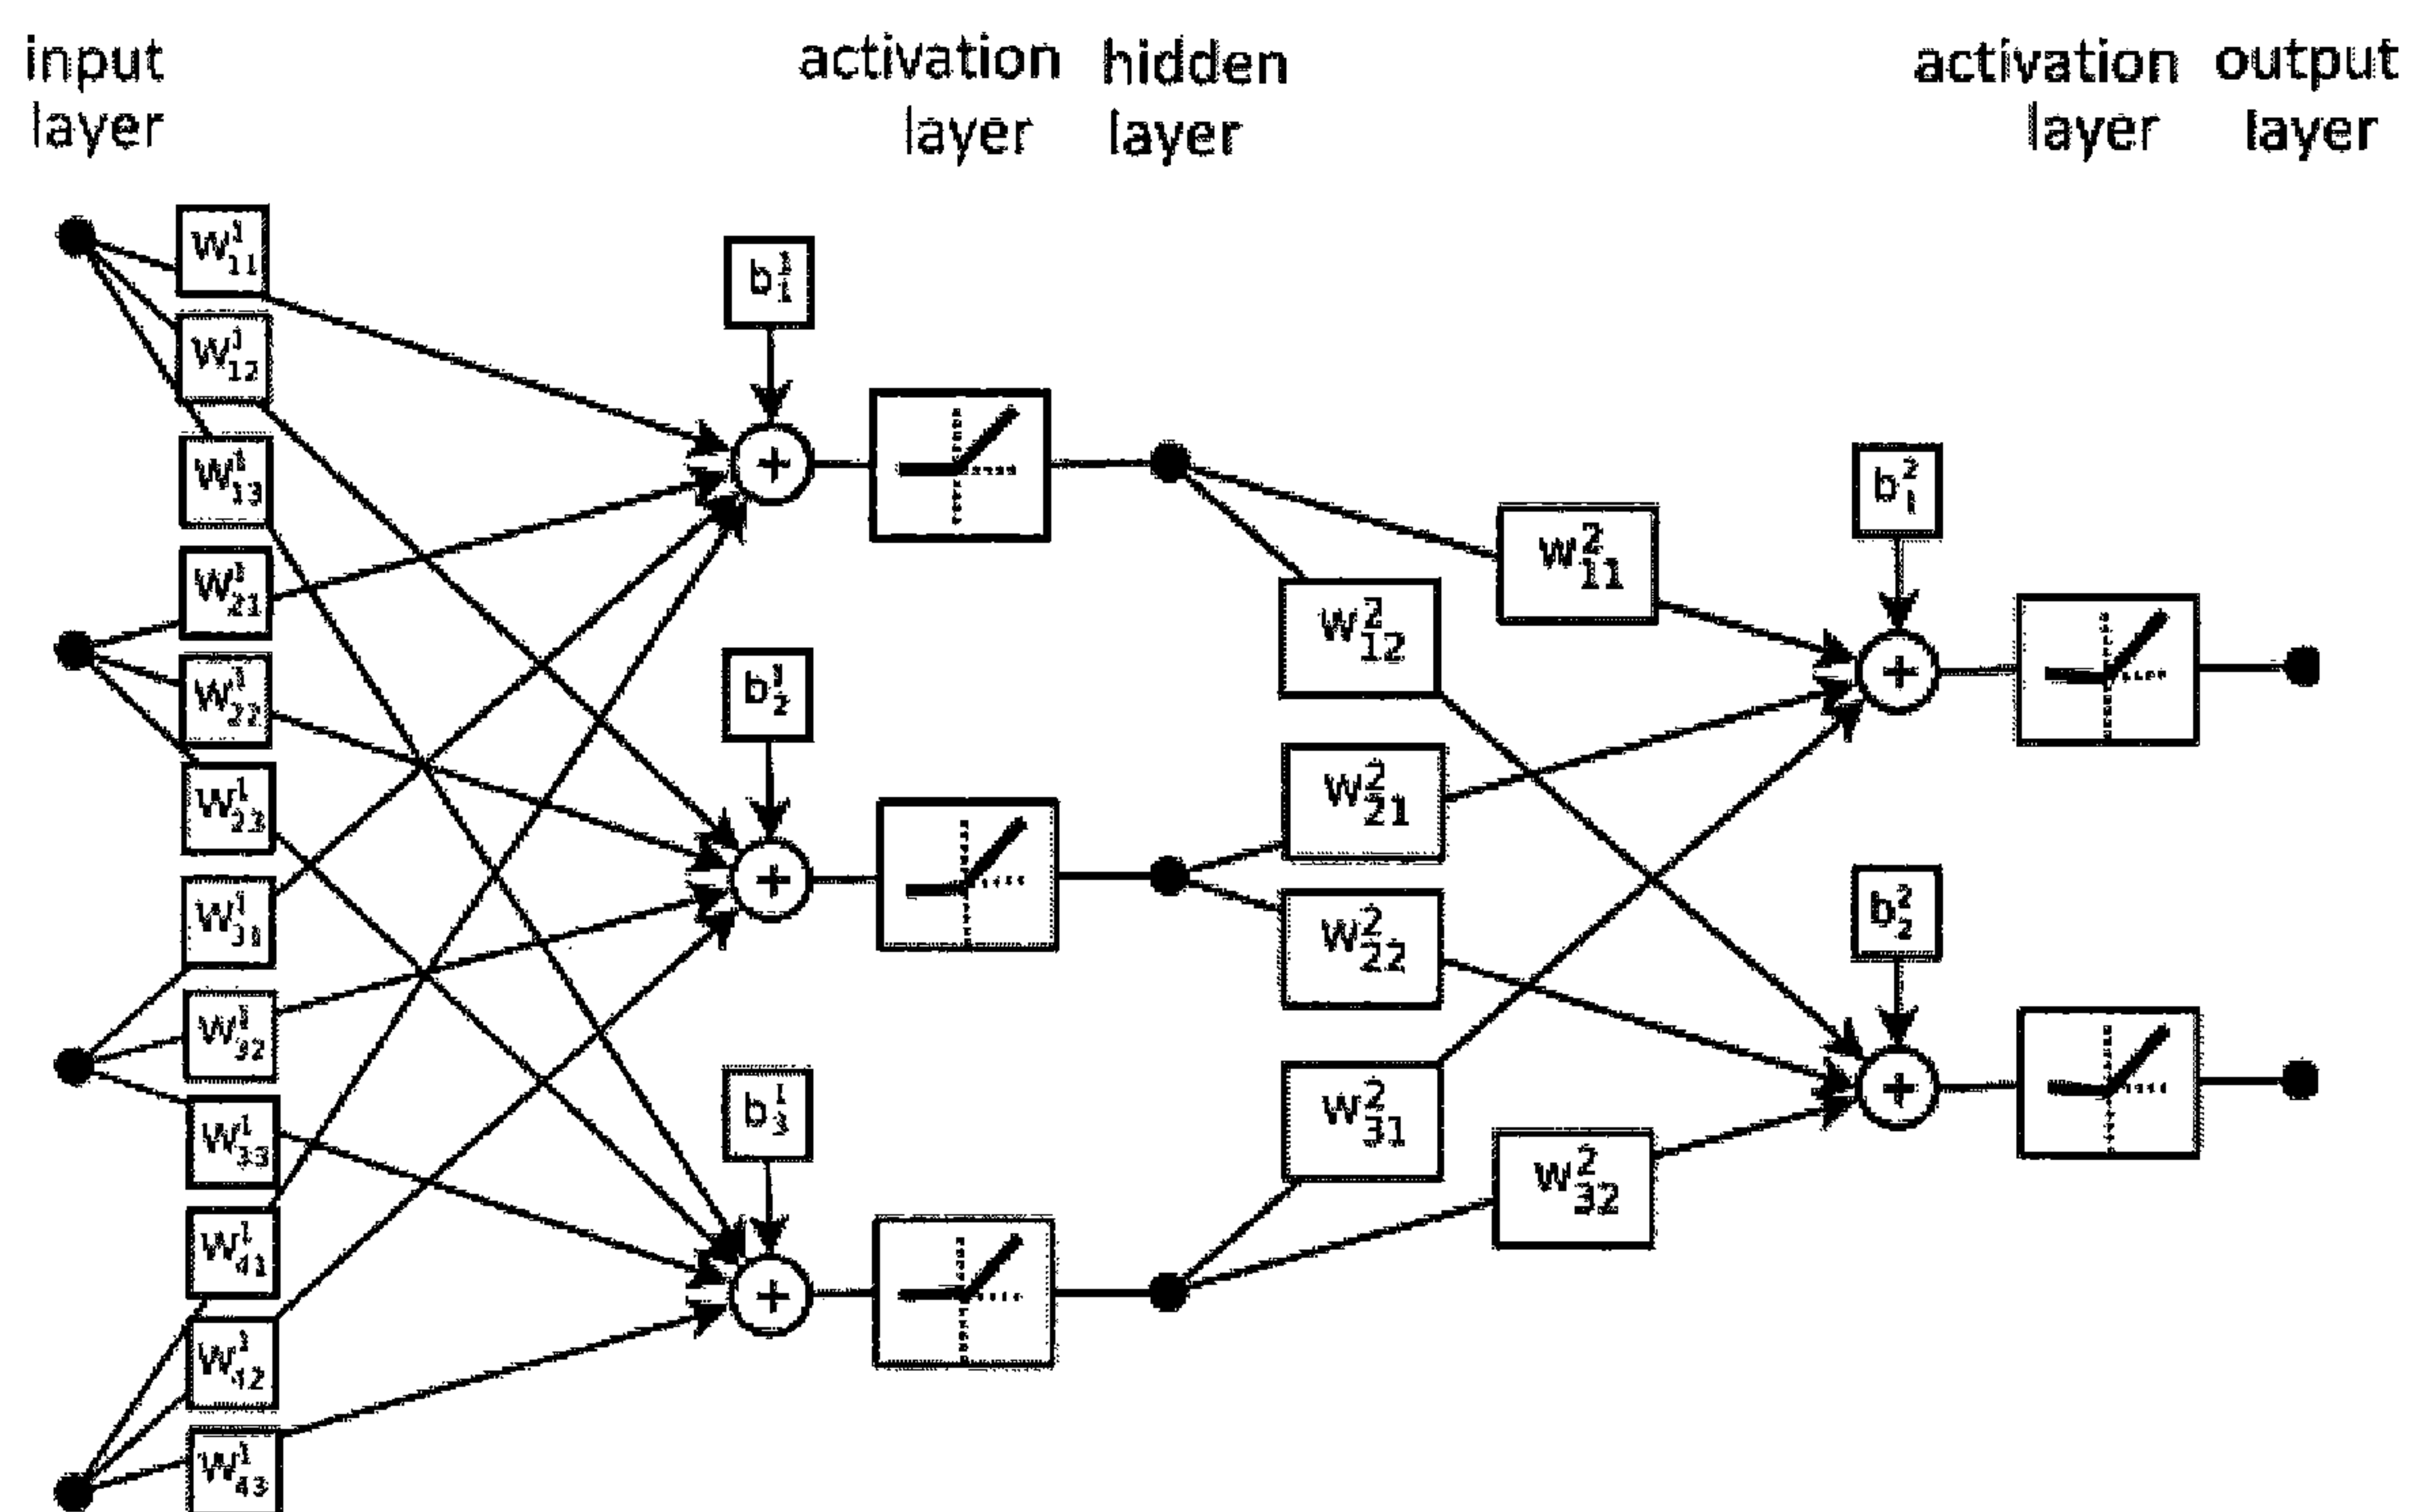 input
layer
activation
layer
hidden
layer
activation
layer
output
layer
w¹₁₁
w¹₁₂
w¹₁₃
w¹₂₁
w¹₂₂
w¹₂₃
w¹₃₁
w¹₃₂
w¹₃₃
w¹₄₁
w¹₄₂
w¹₄₃
b¹₁
+
b¹₂
+
b¹₃
+
w²₁₁
w²₁₂
w²₂₁
w²₂₂
w²₃₁
w²₃₂
b²₁
+
b²₂
+